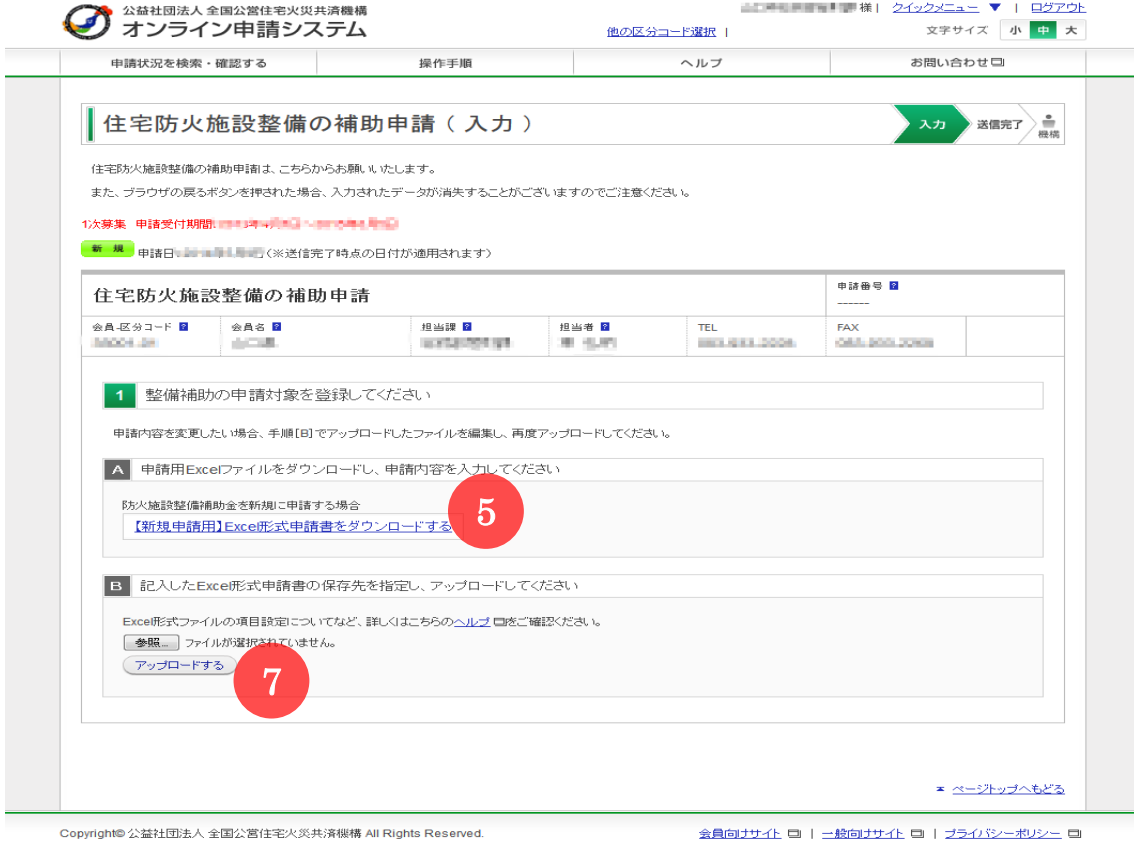 公益社団法人 全国公営住宅火災共済機構
オンライン申請システム
様 | クイックメニュー ▼ | ログアウト
他の区分コード選択 |
文字サイズ 小 中 大
申請状況を検索・確認する 操作手順 ヘルプ お問い合わせ
住宅防火施設整備の補助申請(入力)
入力 送信完了 機構
住宅防火施設整備の補助申請は、こちらからお願いいたします。
また、ブラウザの戻るボタンを押された場合、入力されたデータが消失することがございますのでご注意ください。
1次募集 申請受付期間:
新 規 申請日: (※送信完了時点の日付が適用されます)
住宅防火施設整備の補助申請
申請番号 ?
------
会員-区分コード ? 会員名 ? 担当課 ? 担当者 ? TEL FAX
1 整備補助の申請対象を登録してください
申請内容を変更したい場合、手順[B]でアップロードしたファイルを編集し、再度アップロードしてください。
A 申請用Excelファイルをダウンロードし、申請内容を入力してください
防火施設整備補助金を新規に申請する場合
【新規申請用】Excel形式申請書をダウンロードする
5
B 記入したExcel形式申請書の保存先を指定し、アップロードしてください
Excel形式ファイルの項目設定についてなど、詳しくはこちらのヘルプをご確認ください。
参照... ファイルが選択されていません。
アップロードする
7
ページトップへもどる
Copyright© 公益社団法人 全国公営住宅火災共済機構 All Rights Reserved.
会員向けサイト | 一般向けサイト | プライバシーポリシー